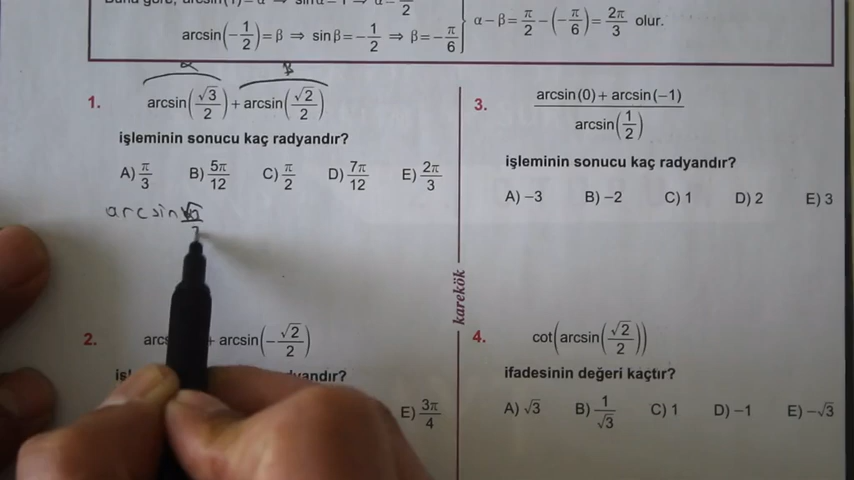 arcsin(-1/2)=β ⇒ sinβ=-1/2 ⇒ β=-π/6
α-β=π/2-(-π/6)=2π/3 olur.
α β
1. arcsin(√3/2)+arcsin(√2/2)
işleminin sonucu kaç radyandır?
A) π/3 B) 5π/12 C) π/2 D) 7π/12 E) 2π/3
arcsin
2. + arcsin(-√2/2)
E) 3π/4
karekök
3. arcsin(0)+arcsin(-1)
arcsin(1/2)
işleminin sonucu kaç radyandır?
A) -3 B) -2 C) 1 D) 2 E) 3
4. cot(arcsin(√2/2))
ifadesinin değeri kaçtır?
A) √3 B) 1/√3 C) 1 D) -1 E) -√3